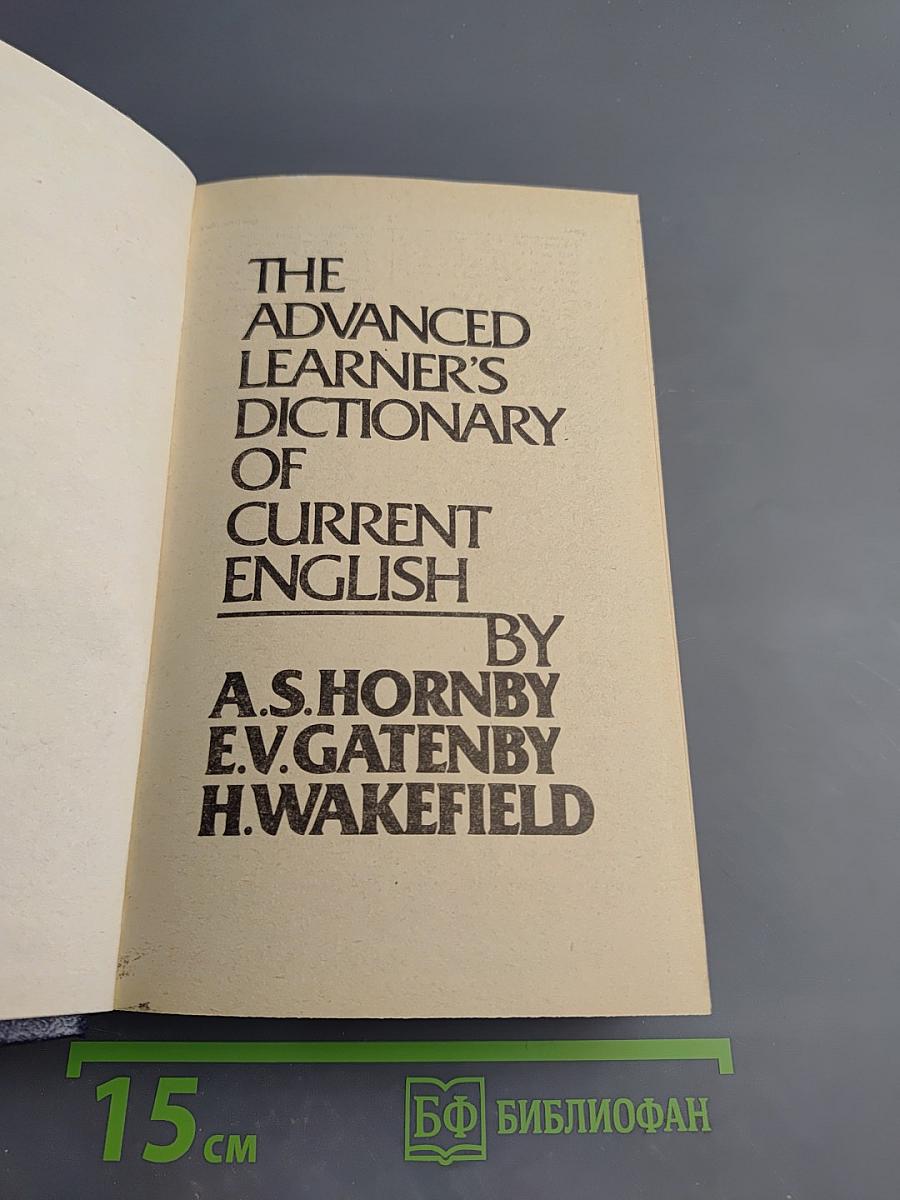 THE
ADVANCED
LEARNER'S
DICTIONARY
OF
CURRENT
ENGLISH
BY
A.S.HORNBY
E.V.GATENBY
H.WAKEFIELD
15 см
БФ БИБЛИОФАН